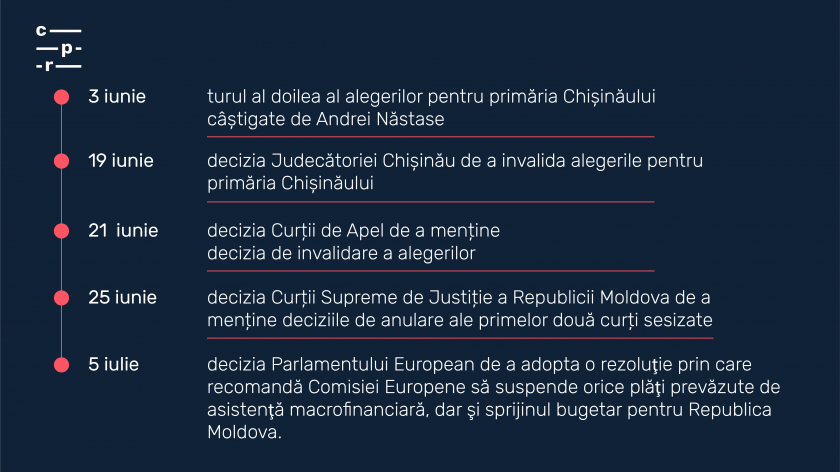 c
p
r
3 iunie
turul al doilea al alegerilor pentru primăria Chișinăului
câștigate de Andrei Năstase
19 iunie
decizia Judecătoriei Chișinău de a invalida alegerile pentru
primăria Chișinăului
21 iunie
decizia Curții de Apel de a menține
decizia de invalidare a alegerilor
25 iunie
decizia Curții Supreme de Justiție a Republicii Moldova de a
menține deciziile de anulare ale primelor două curți sesizate
5 iulie
decizia Parlamentului European de a adopta o rezoluţie prin care
recomandă Comisiei Europene să suspende orice plăţi prevăzute de
asistenţă macrofinanciară, dar şi sprijinul bugetar pentru Republica
Moldova.